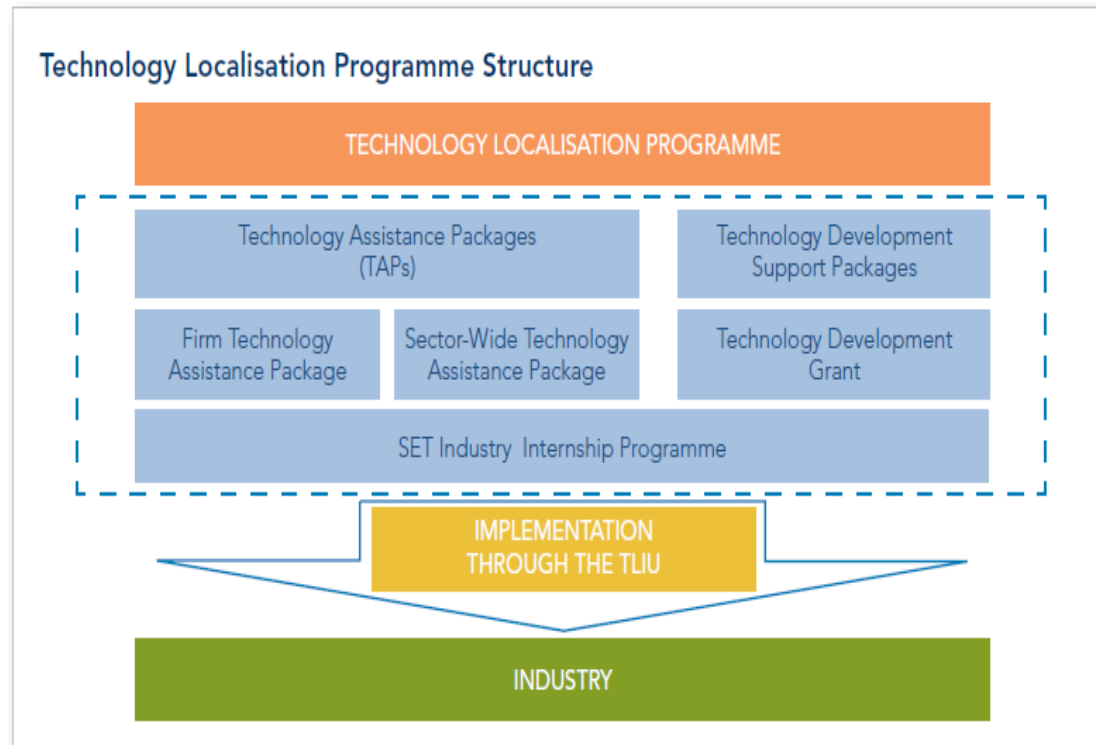 Technology Localisation Programme Structure
TECHNOLOGY LOCALISATION PROGRAMME
Technology Assistance Packages
(TAPs)
Technology Development
Support Packages
Firm Technology
Assistance Package
Sector-Wide Technology
Assistance Package
Technology Development
Grant
SET Industry Internship Programme
IMPLEMENTATION
THROUGH THE TLIU
INDUSTRY